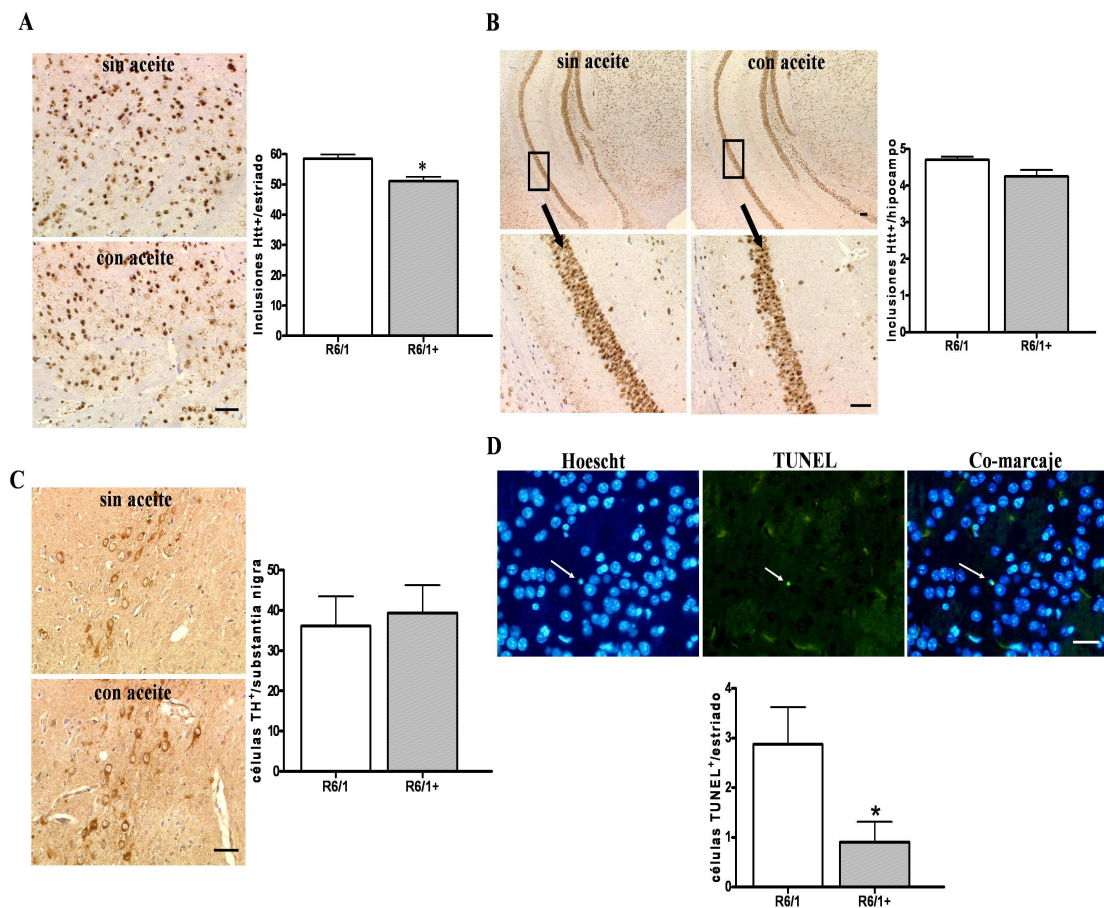 A
sin aceite
con aceite
Inclusiones Htt+/estriado
60
50
40
30
20
10
0
*
R6/1
R6/1+
B
sin aceite
con aceite
Inclusiones Htt+/hipocampo
5
4
3
2
1
0
R6/1
R6/1+
C
sin aceite
con aceite
células TH+/substantia nigra
50
40
30
20
10
0
R6/1
R6/1+
D
Hoescht
TUNEL
Co-marcaje
células TUNEL+/estriado
4
3
2
1
0
*
R6/1
R6/1+